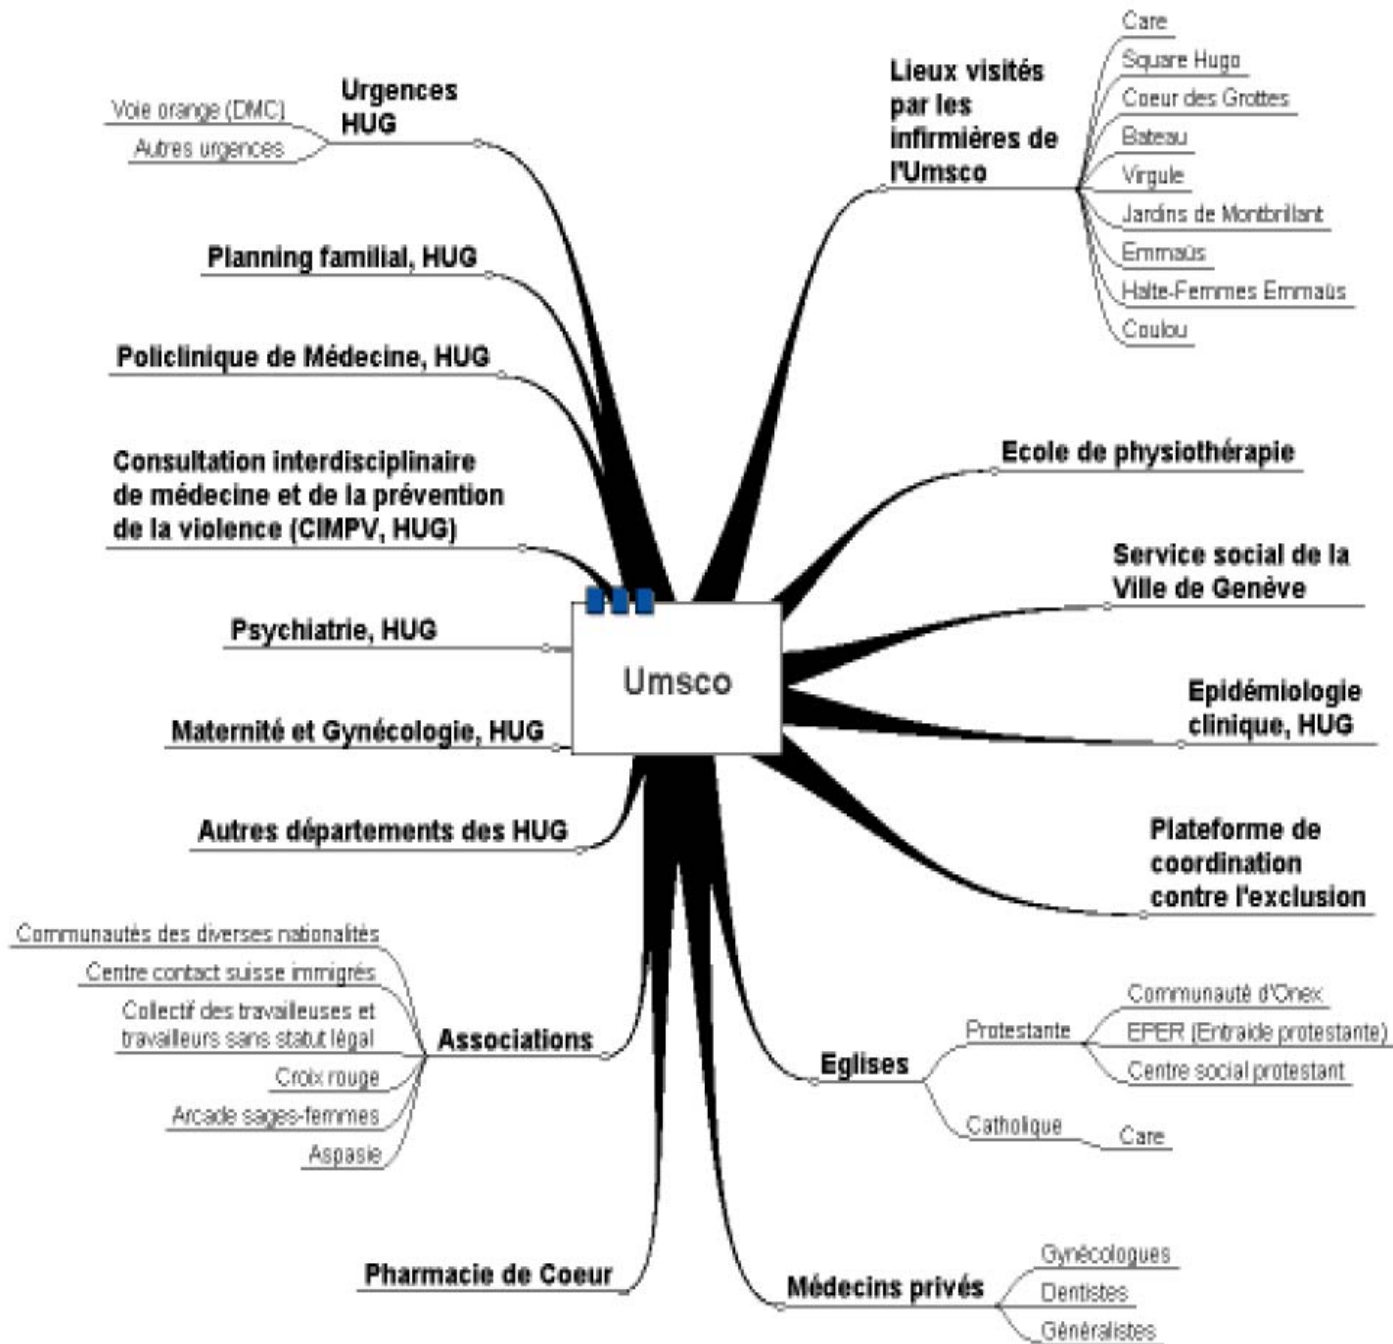 Urgences
HUG
Voie orange (DMC)
Autres urgences
Planning familial, HUG
Policlinique de Médecine, HUG
Consultation interdisciplinaire
de médecine et de la prévention
de la violence (CIMPV, HUG)
Psychiatrie, HUG
Maternité et Gynécologie, HUG
Autres départements des HUG
Associations
Communautés des diverses nationalités
Centre contact suisse immigrés
Collectif des travailleuses et
travailleurs sans statut légal
Croix rouge
Arcade sages-femmes
Aspasie
Pharmacie de Coeur
Umsco
Lieux visités
par les
infirmières de
l'Umsco
Care
Square Hugo
Coeur des Grottes
Bateau
Virgule
Jardins de Montbrillant
Emmaüs
Halte-Femmes Emmaüs
Coulou
Ecole de physiothérapie
Service social de la
Ville de Genève
Epidémiologie
clinique, HUG
Plateforme de
coordination
contre l'exclusion
Eglises
Protestante
Communauté d'Onex
EPER (Entraide protestante)
Centre social protestant
Catholique
Care
Médecins privés
Gynécologues
Dentistes
Généralistes